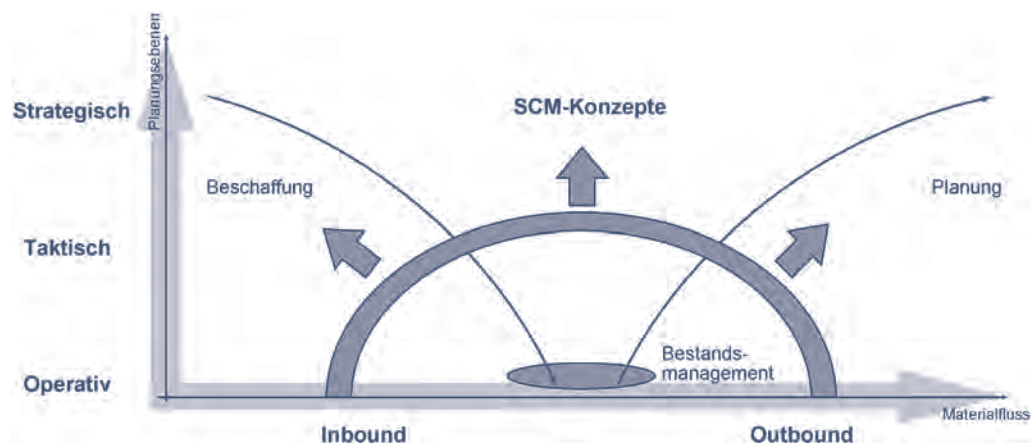 Planungsebenen
Strategisch
SCM-Konzepte
Beschaffung
Planung
Taktisch
Bestands-
management
Operativ
Materialfluss
Inbound
Outbound